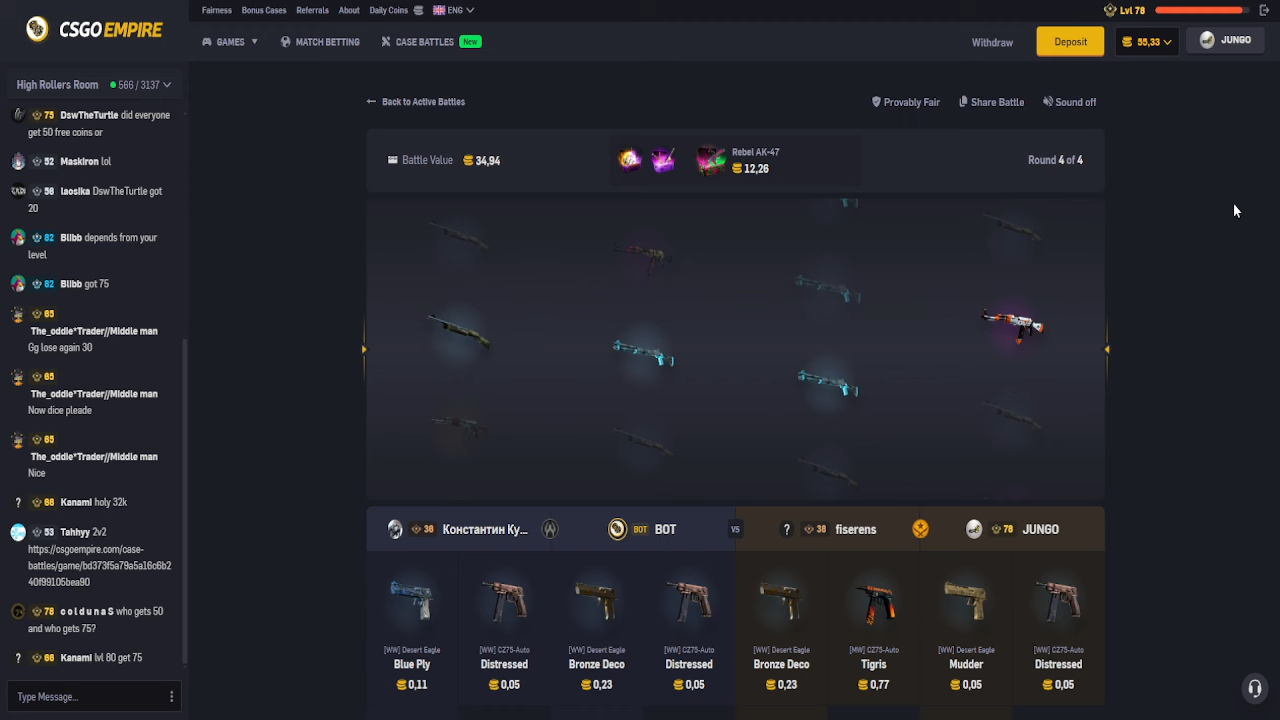 Fairness Bonus Cases Referrals About Daily Coins ENG
Lvl 78
CSGOEMPIRE
GAMES MATCH BETTING CASE BATTLES New
Withdraw Deposit 55,33 JUNGO
High Rollers Room 566 / 3137
75 DswTheTurtle did everyone
get 50 free coins or
52 Maskiron lol
58 laosika DswTheTurtle got
20
82 Blibb depends from your
level
82 Blibb got 75
65
The_oddie*Trader//Middle man
Gg lose again 30
65
The_oddie*Trader//Middle man
Now dice pleade
65
The_oddie*Trader//Middle man
Nice
? 66 Kanami holy 32k
53 Tahhyy 2v2
https://csgoempire.com/case-
battles/game/bd373f5a79a5a16c6b2
40f99105bea90
78 c o l d u n a S who gets 50
and who gets 75?
? 66 Kanami lvl 80 get 75
Type Message...
Back to Active Battles
Provably Fair Share Battle Sound off
Battle Value 34,94
Rebel AK-47
12,26
Round 4 of 4
36 Константин Ку... BOT BOT VS ? 38 fiserens 78 JUNGO
[WW] Desert Eagle [WW] CZ75-Auto [WW] Desert Eagle [WW] CZ75-Auto [WW] Desert Eagle [MW] CZ75-Auto [WW] Desert Eagle [WW] CZ75-Auto
Blue Ply Distressed Bronze Deco Distressed Bronze Deco Tigris Mudder Distressed
0,11 0,05 0,23 0,05 0,23 0,77 0,05 0,05